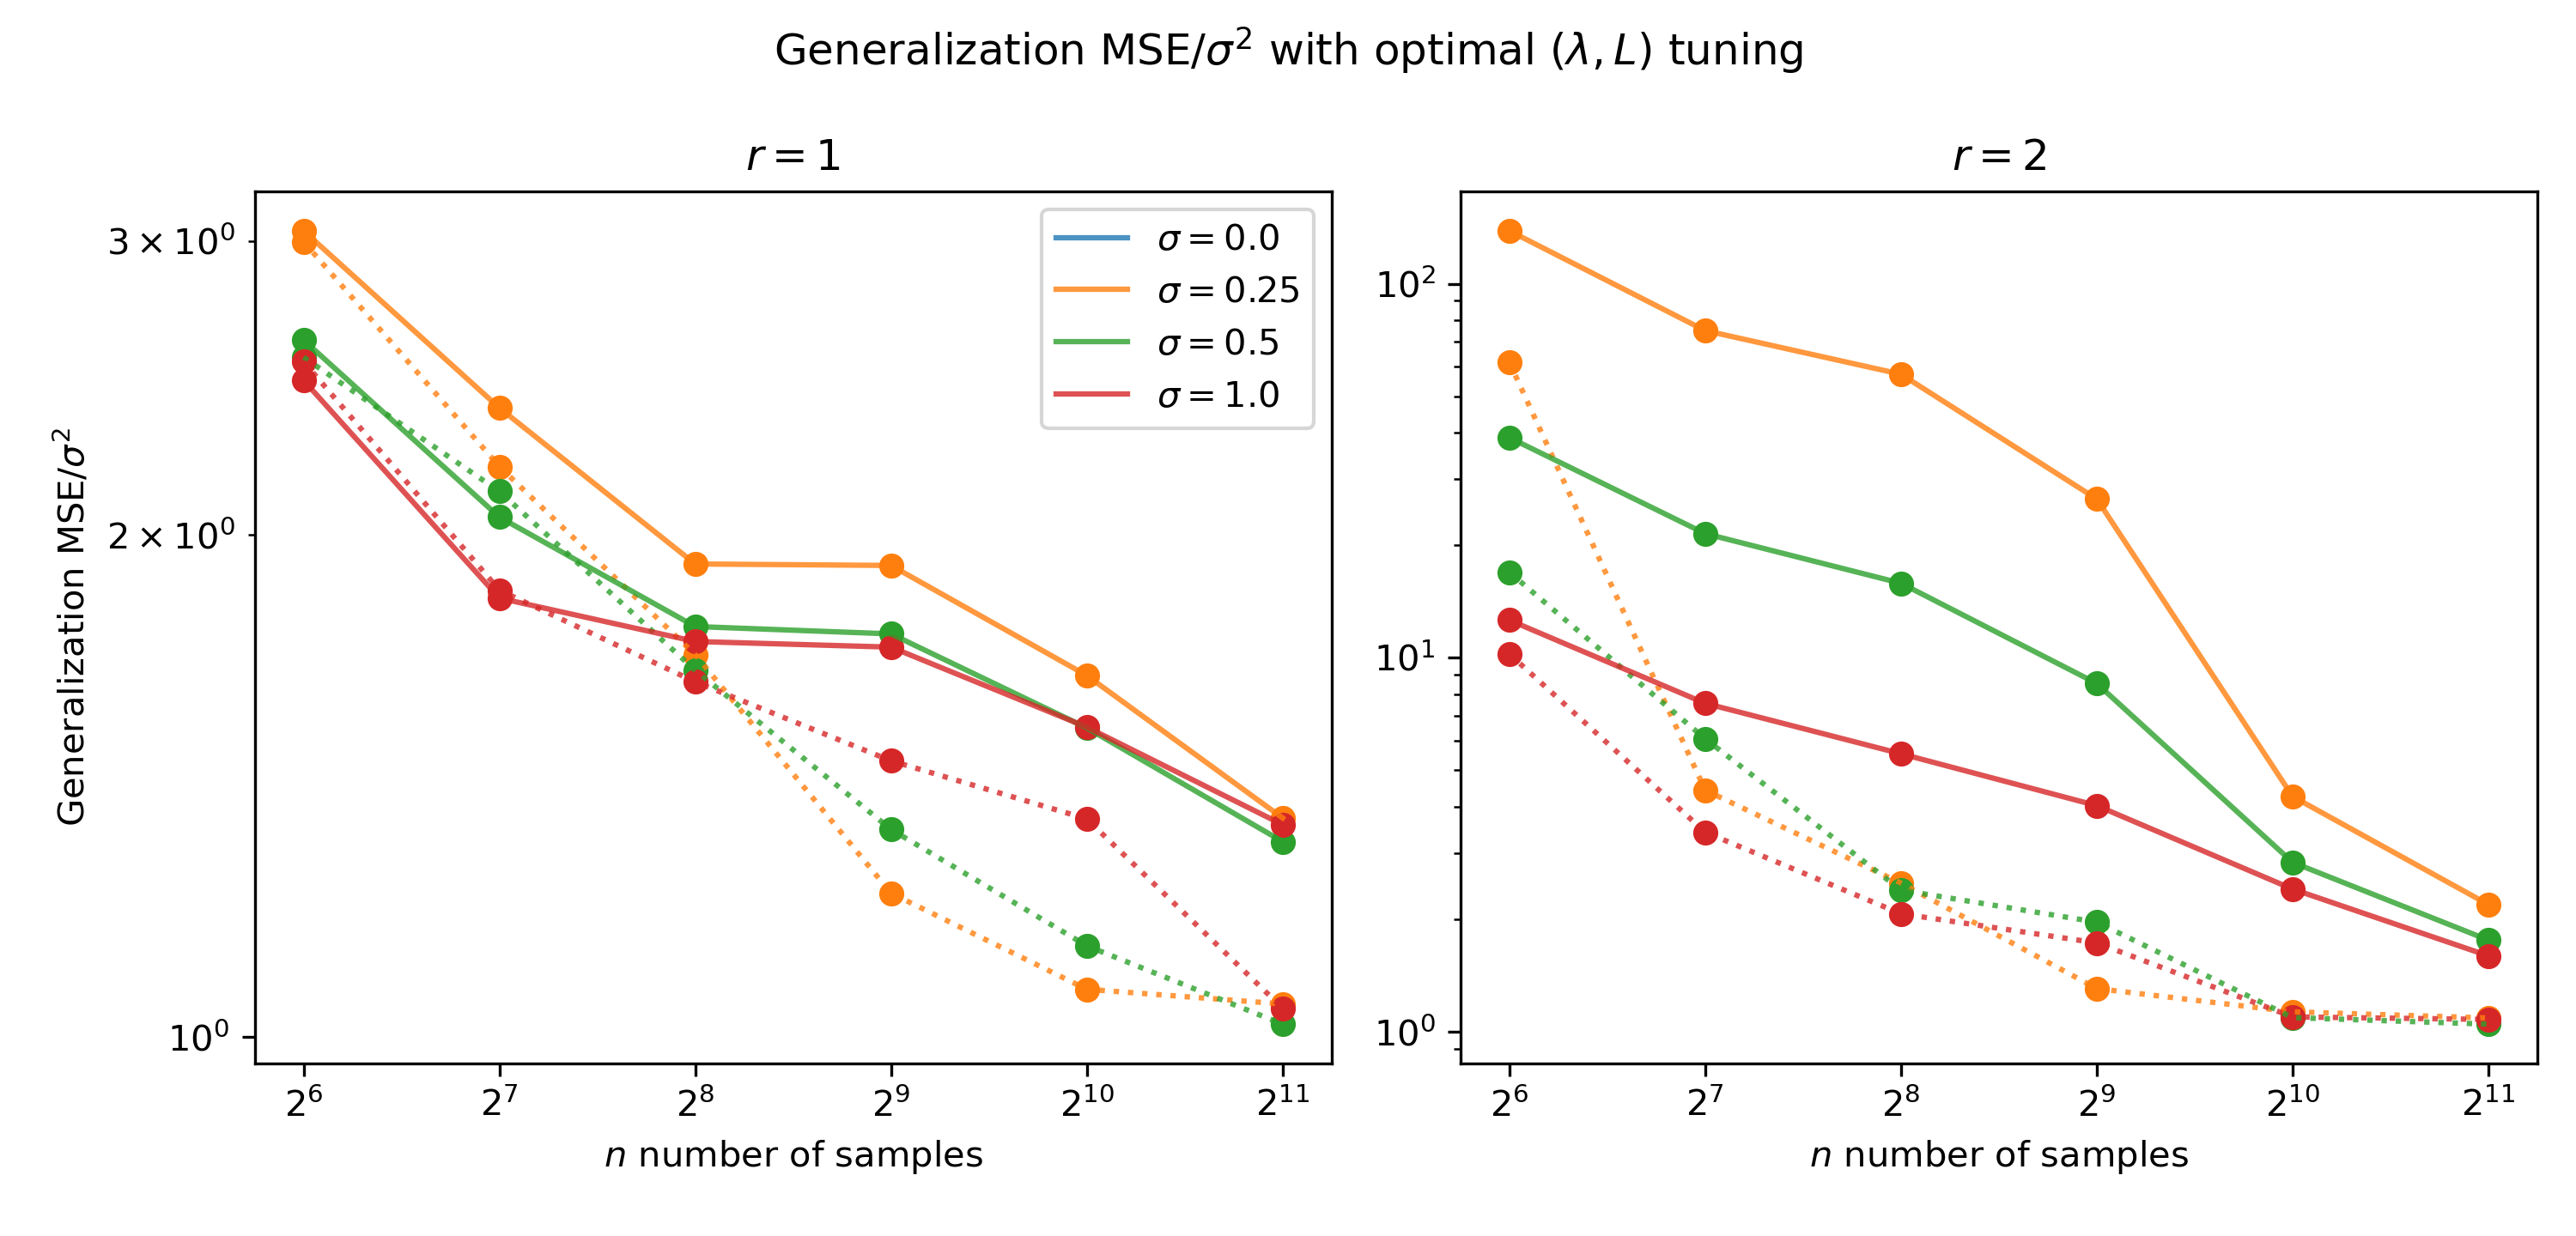 Generalization MSE/σ² with optimal (λ, L) tuning
r = 1
3 × 10⁰
2 × 10⁰
10⁰
Generalization MSE/σ²
σ = 0.0
σ = 0.25
σ = 0.5
σ = 1.0
2⁶ 2⁷ 2⁸ 2⁹ 2¹⁰ 2¹¹
n number of samples
r = 2
10²
10¹
10⁰
2⁶ 2⁷ 2⁸ 2⁹ 2¹⁰ 2¹¹
n number of samples